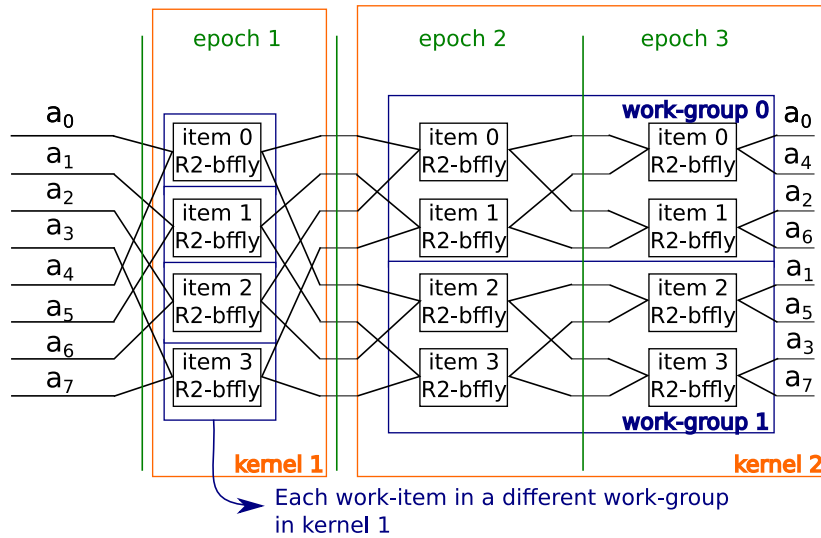 epoch 1
epoch 2
epoch 3
work-group 0
a0
a1
a2
a3
a4
a5
a6
a7
item 0
R2-bffly
item 1
R2-bffly
item 2
R2-bffly
item 3
R2-bffly
item 0
R2-bffly
item 1
R2-bffly
item 2
R2-bffly
item 3
R2-bffly
item 0
R2-bffly
item 1
R2-bffly
item 2
R2-bffly
item 3
R2-bffly
a0
a4
a2
a6
a1
a5
a3
a7
work-group 1
kernel 1
kernel 2
Each work-item in a different work-group
in kernel 1